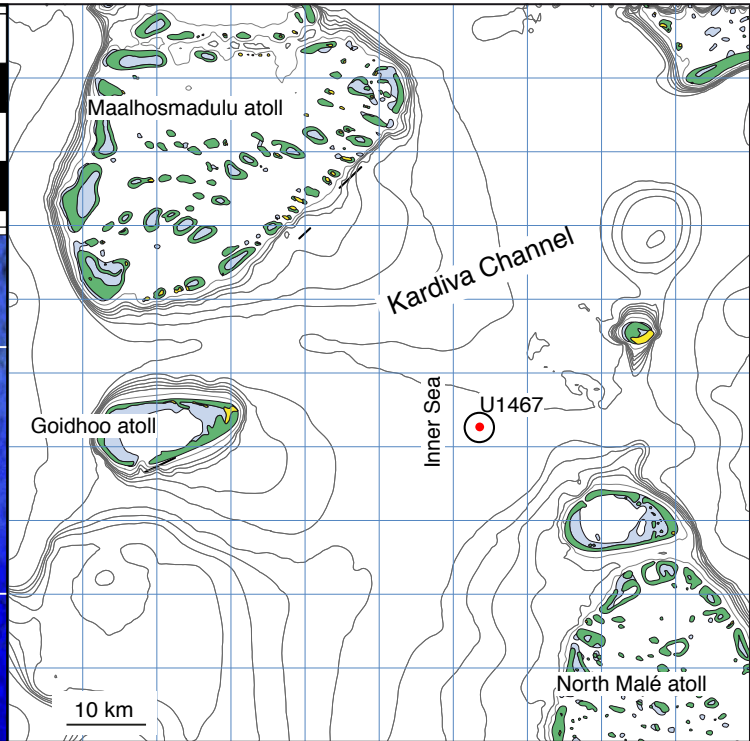 Maalhosmadulu atoll
Kardiva Channel
Inner Sea
U1467
Goidhoo atoll
North Malé atoll
10 km